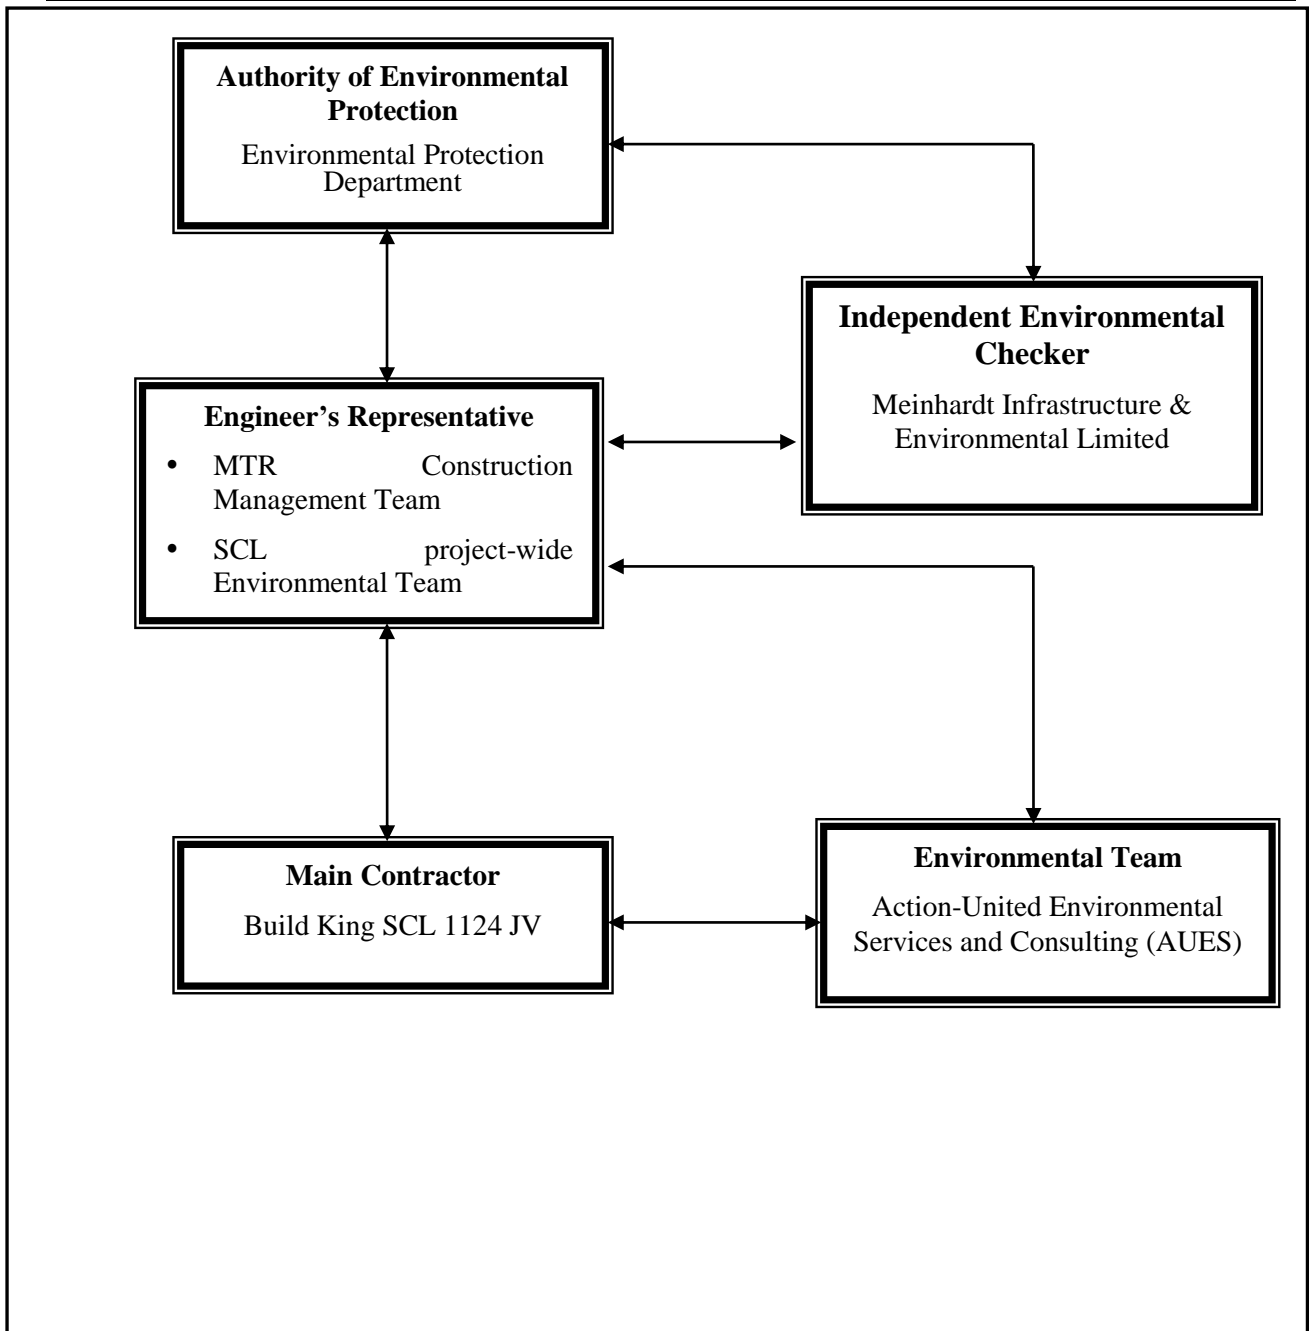 Authority of Environmental
Protection
Environmental Protection
Department
Independent Environmental
Checker
Meinhardt Infrastructure &
Environmental Limited
Engineer’s Representative
• MTR Construction
Management Team
• SCL project-wide
Environmental Team
Main Contractor
Build King SCL 1124 JV
Environmental Team
Action-United Environmental
Services and Consulting (AUES)